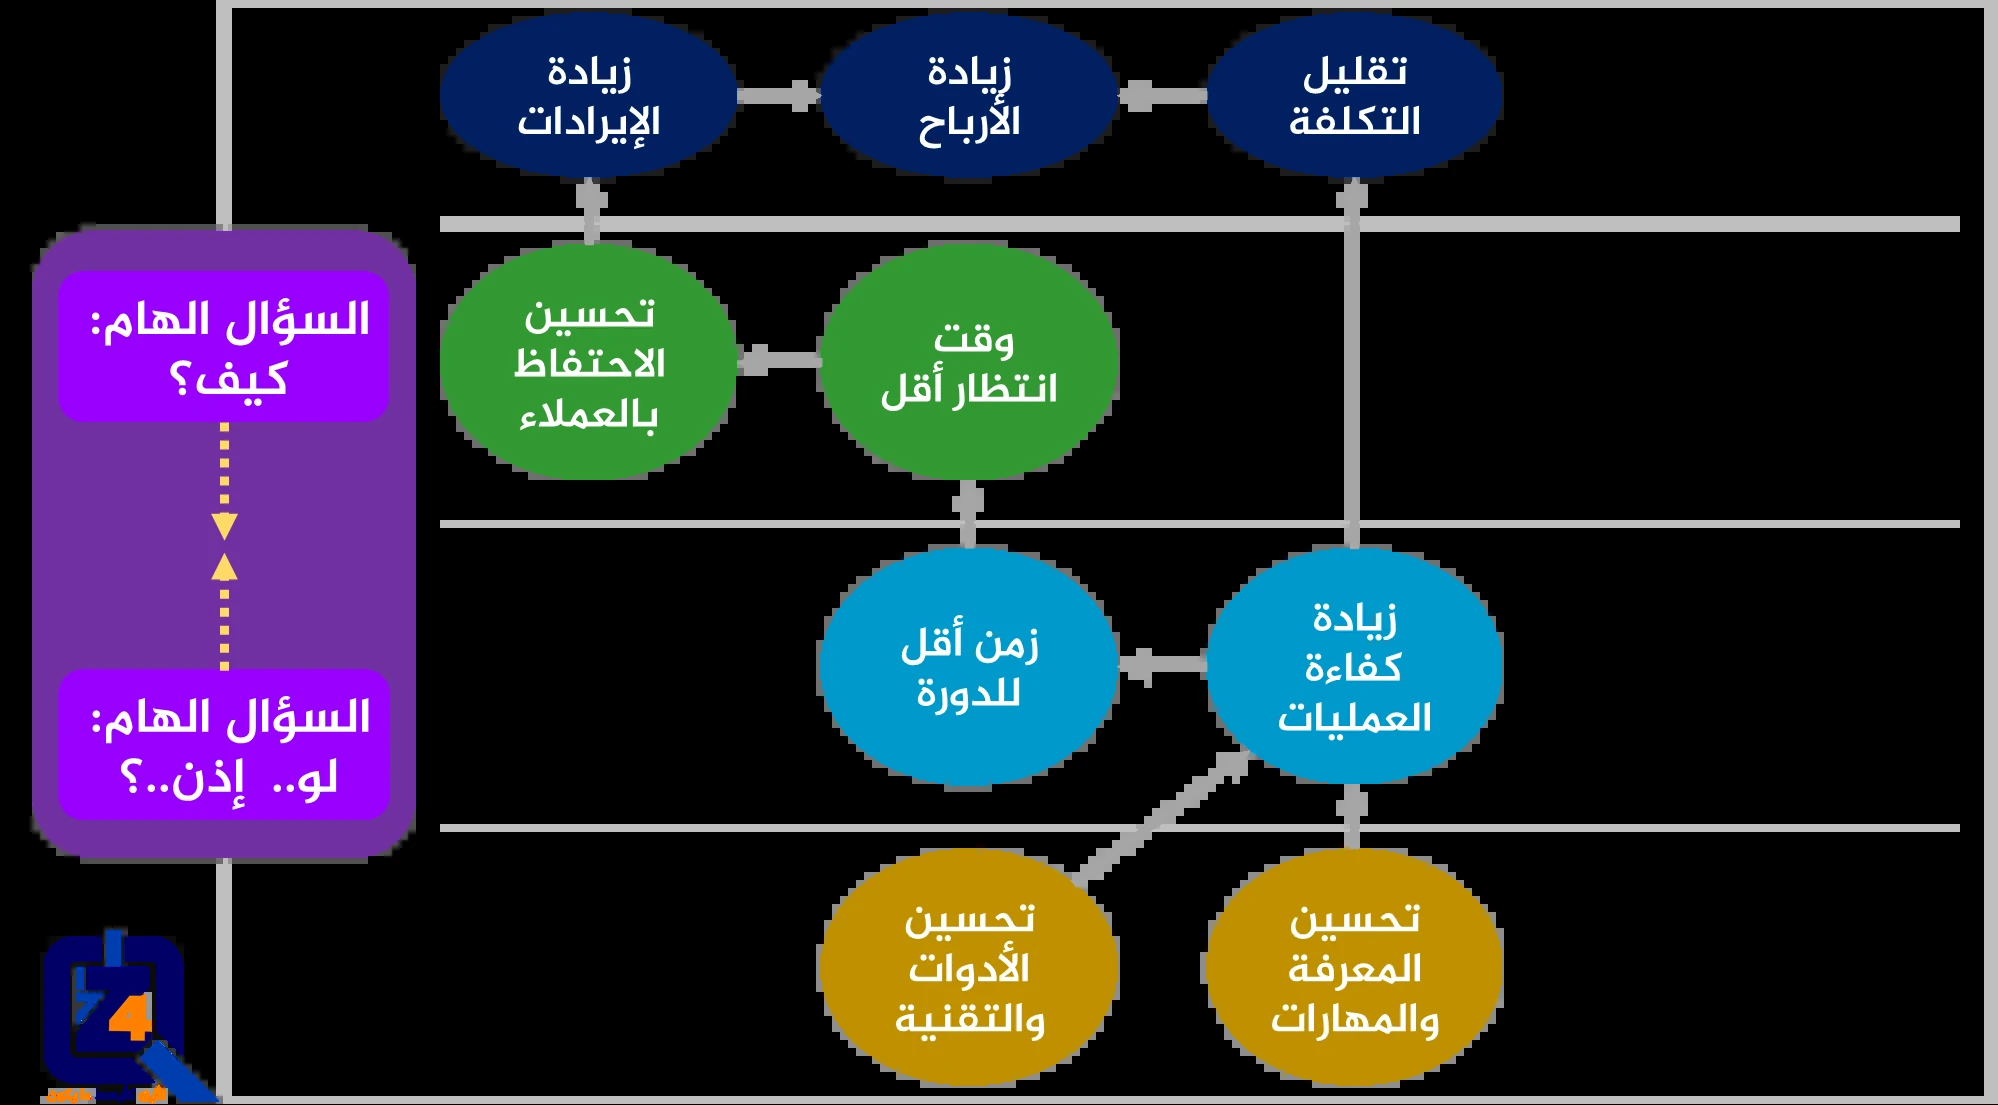 زيادة
الإيرادات
زيادة
الأرباح
تقليل
التكلفة
السؤال الهام:
كيف؟
تحسين
الاحتفاظ
بالعملاء
وقت
انتظار أقل
زمن أقل
للدورة
زيادة
كفاءة
العمليات
السؤال الهام:
لو.. إذن..؟
تحسين
الأدوات
والتقنية
تحسين
المعرفة
والمهارات
4